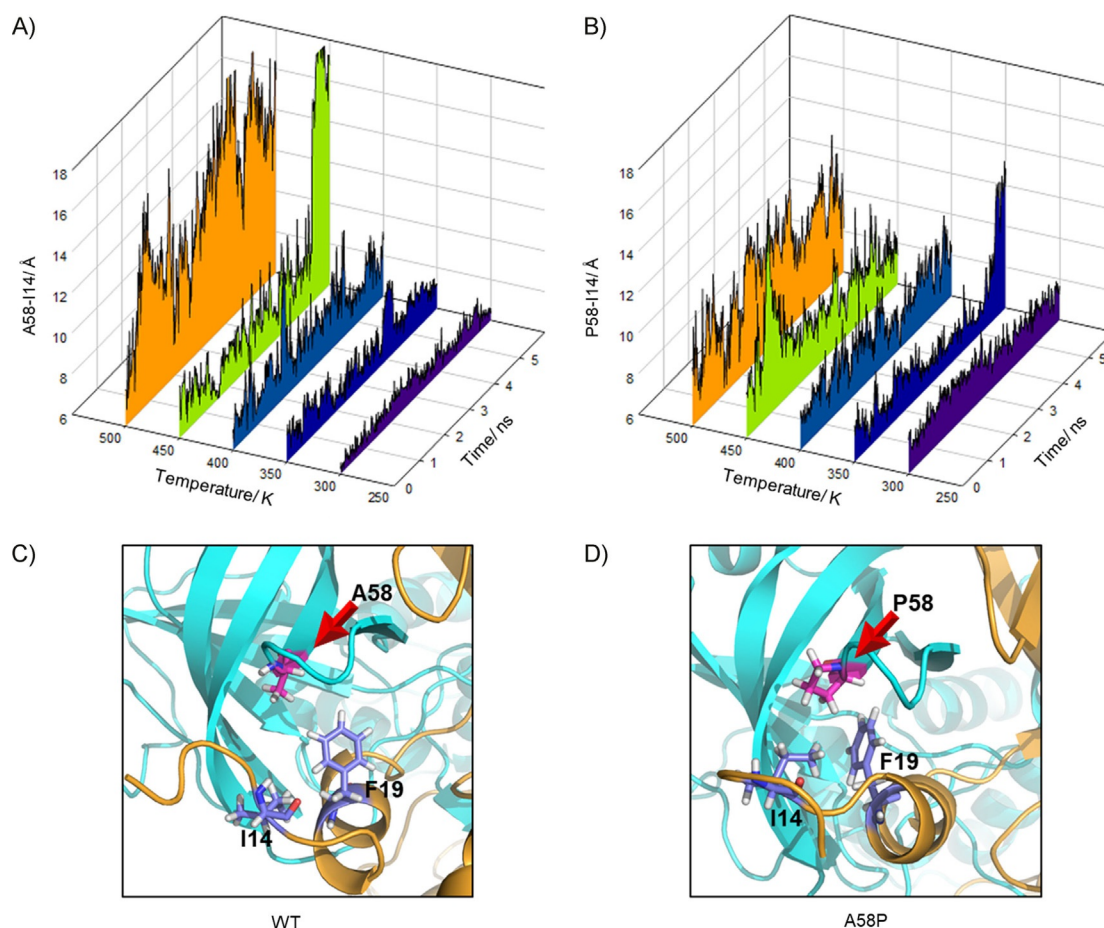 A)
A58-I14/ Å
18
16
14
12
10
8
6
500
450
400
350
300
250
Temperature/ K
0
1
2
3
4
5
Time/ ns
B)
P58-I14/ Å
18
16
14
12
10
8
6
500
450
400
350
300
250
Temperature/ K
0
1
2
3
4
5
Time/ ns
C)
A58
F19
I14
WT
D)
P58
F19
I14
A58P